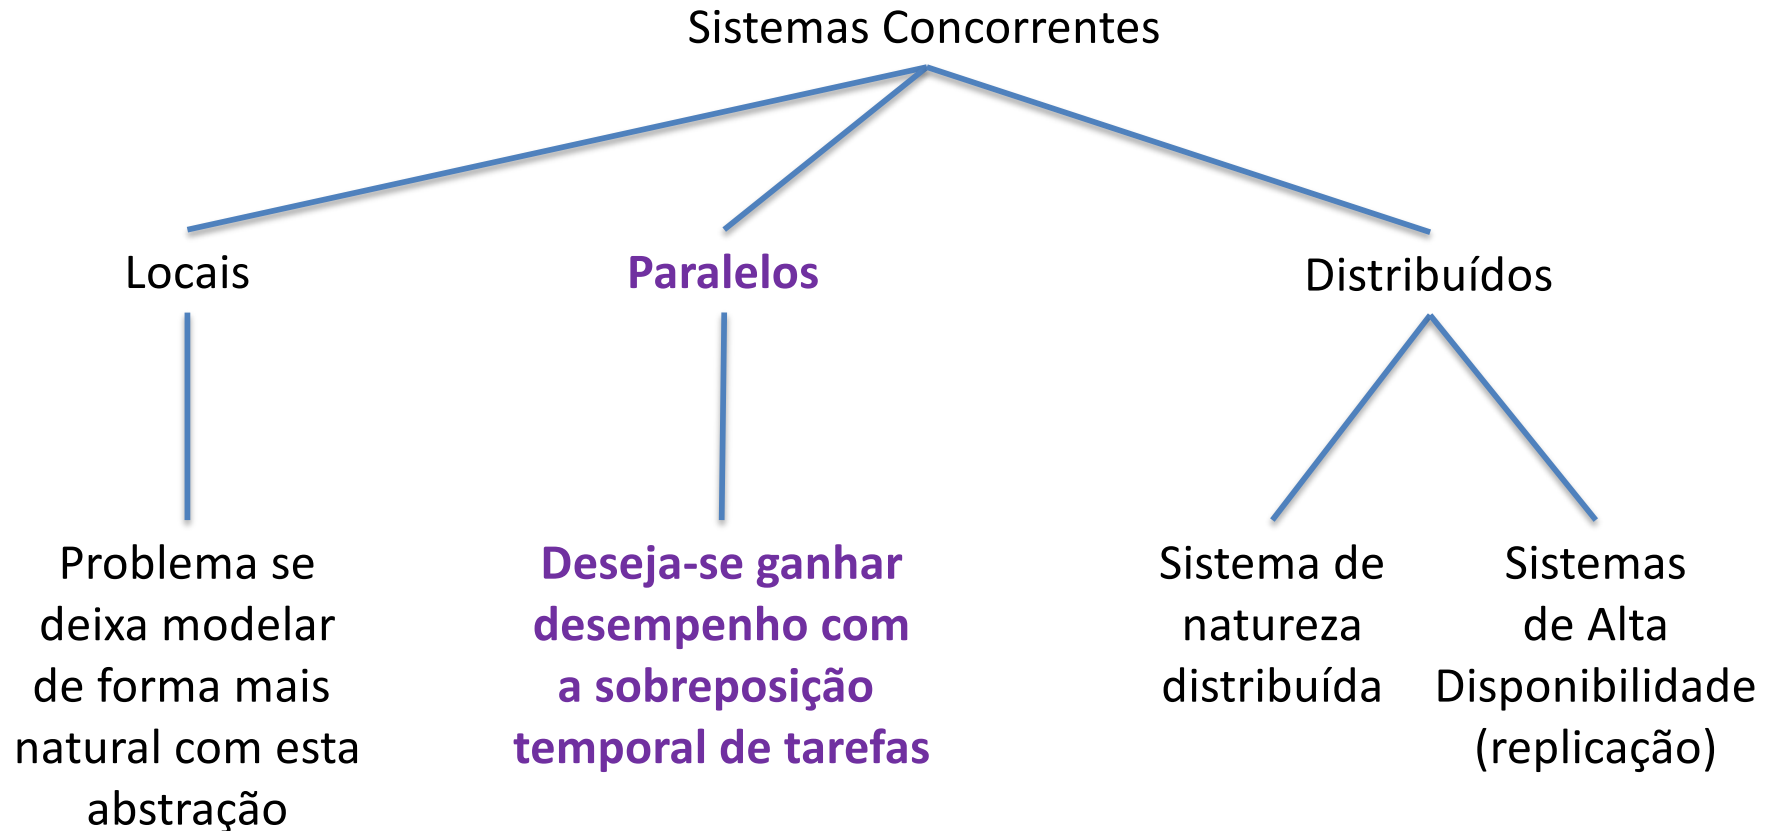 Sistemas Concorrentes
Locais
Paralelos
Distribuídos
Problema se
deixa modelar
de forma mais
natural com esta
abstração
Deseja-se ganhar
desempenho com
a sobreposição
temporal de tarefas
Sistema de
natureza
distribuída
Sistemas
de Alta
Disponibilidade
(replicação)